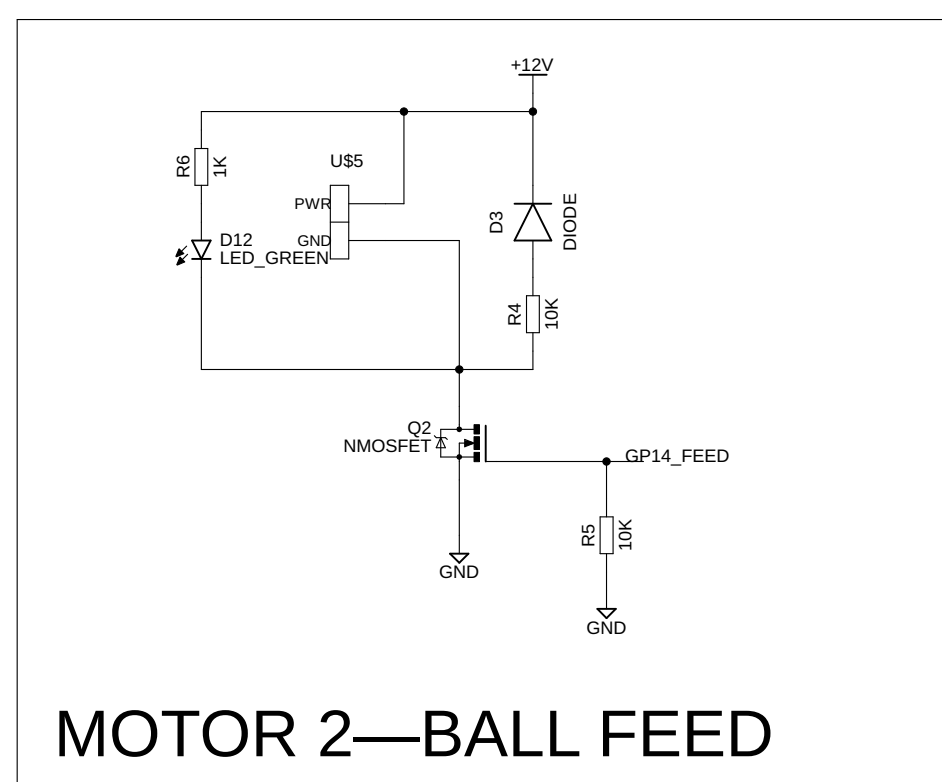 +12V
U$5
R6
1K
PWR
D3
DIODE
D12
GND
LED_GREEN
R4
10K
Q2
NMOSFET
GP14_FEED
R5
10K
GND
GND
MOTOR 2—BALL FEED